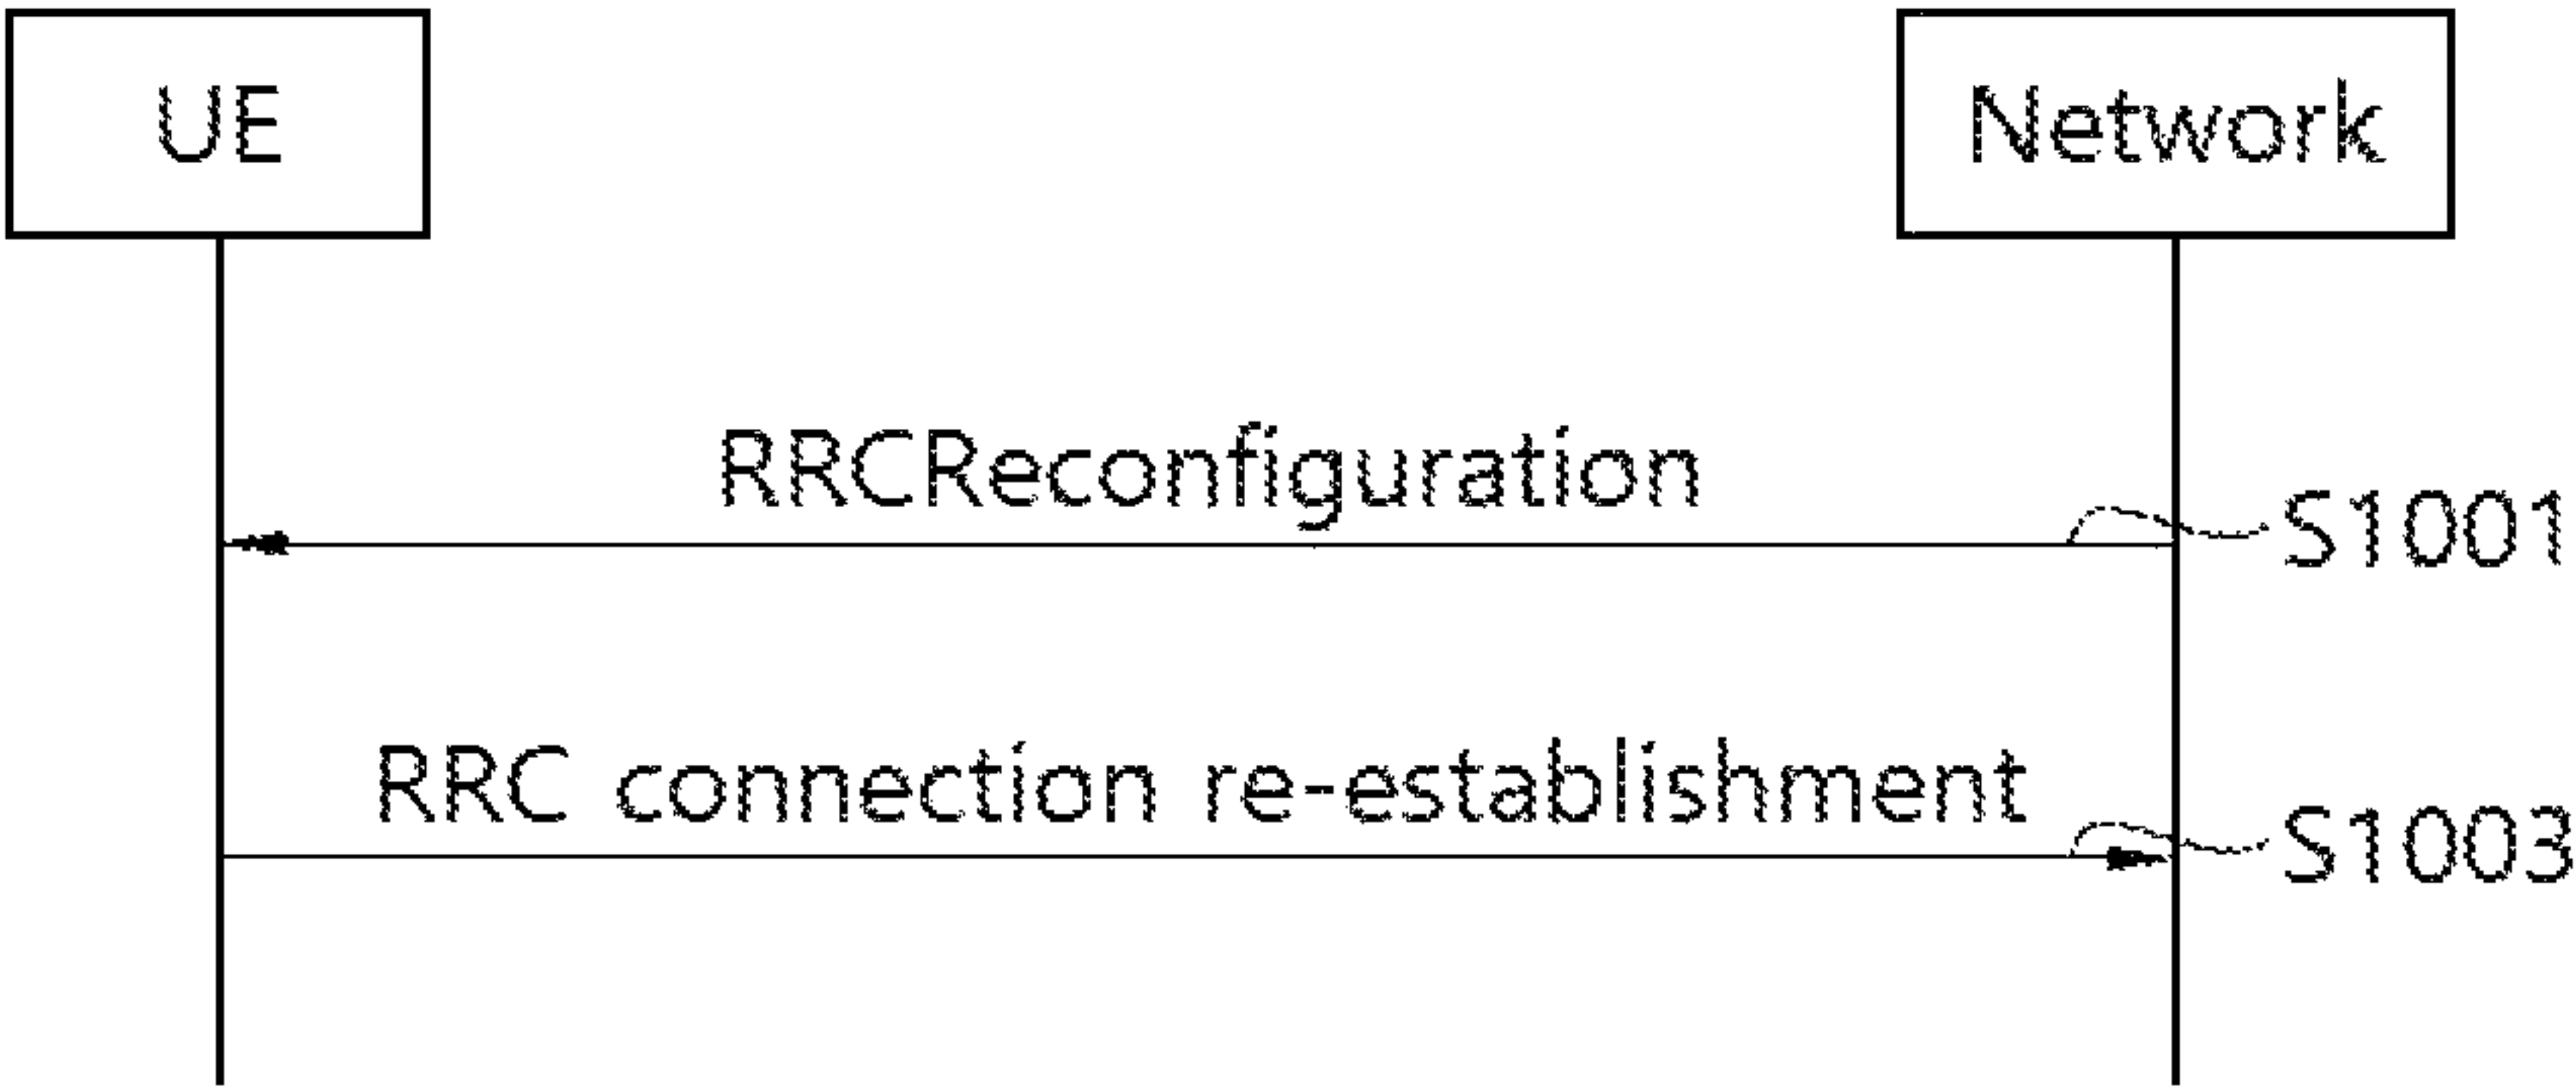 UE
Network
RRCReconfiguration
S1001
RRC connection re-establishment
S1003